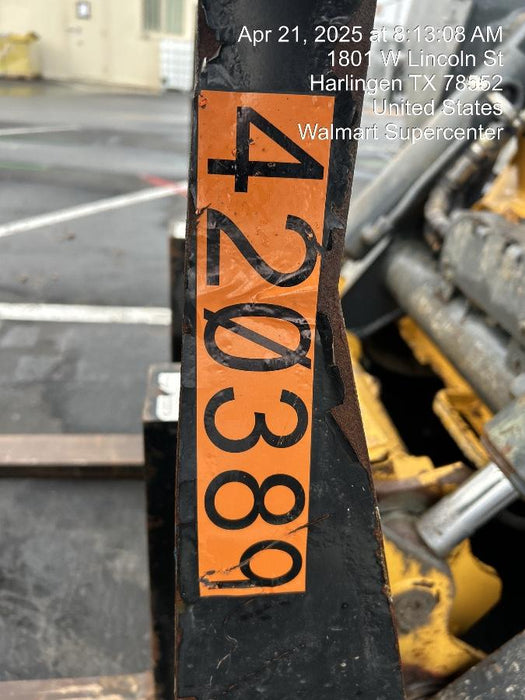 Apr 21, 2025 at 8:13:08 AM
1801 W Lincoln St
Harlingen TX 78552
United States
Walmart Supercenter
420389